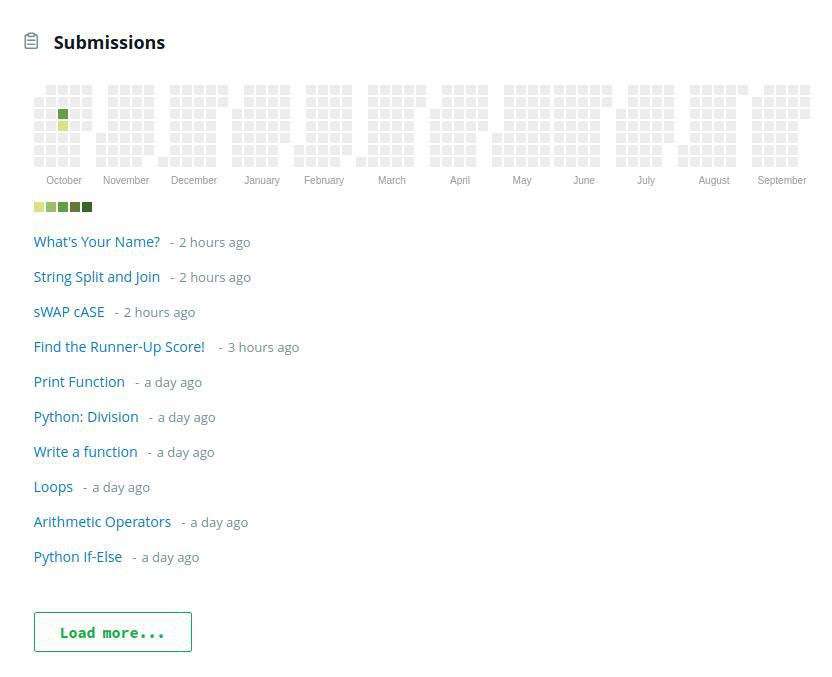 Submissions
October November December January February March April May June July August September
What's Your Name? - 2 hours ago
String Split and Join - 2 hours ago
sWAP cASE - 2 hours ago
Find the Runner-Up Score! - 3 hours ago
Print Function - a day ago
Python: Division - a day ago
Write a function - a day ago
Loops - a day ago
Arithmetic Operators - a day ago
Python If-Else - a day ago
Load more...